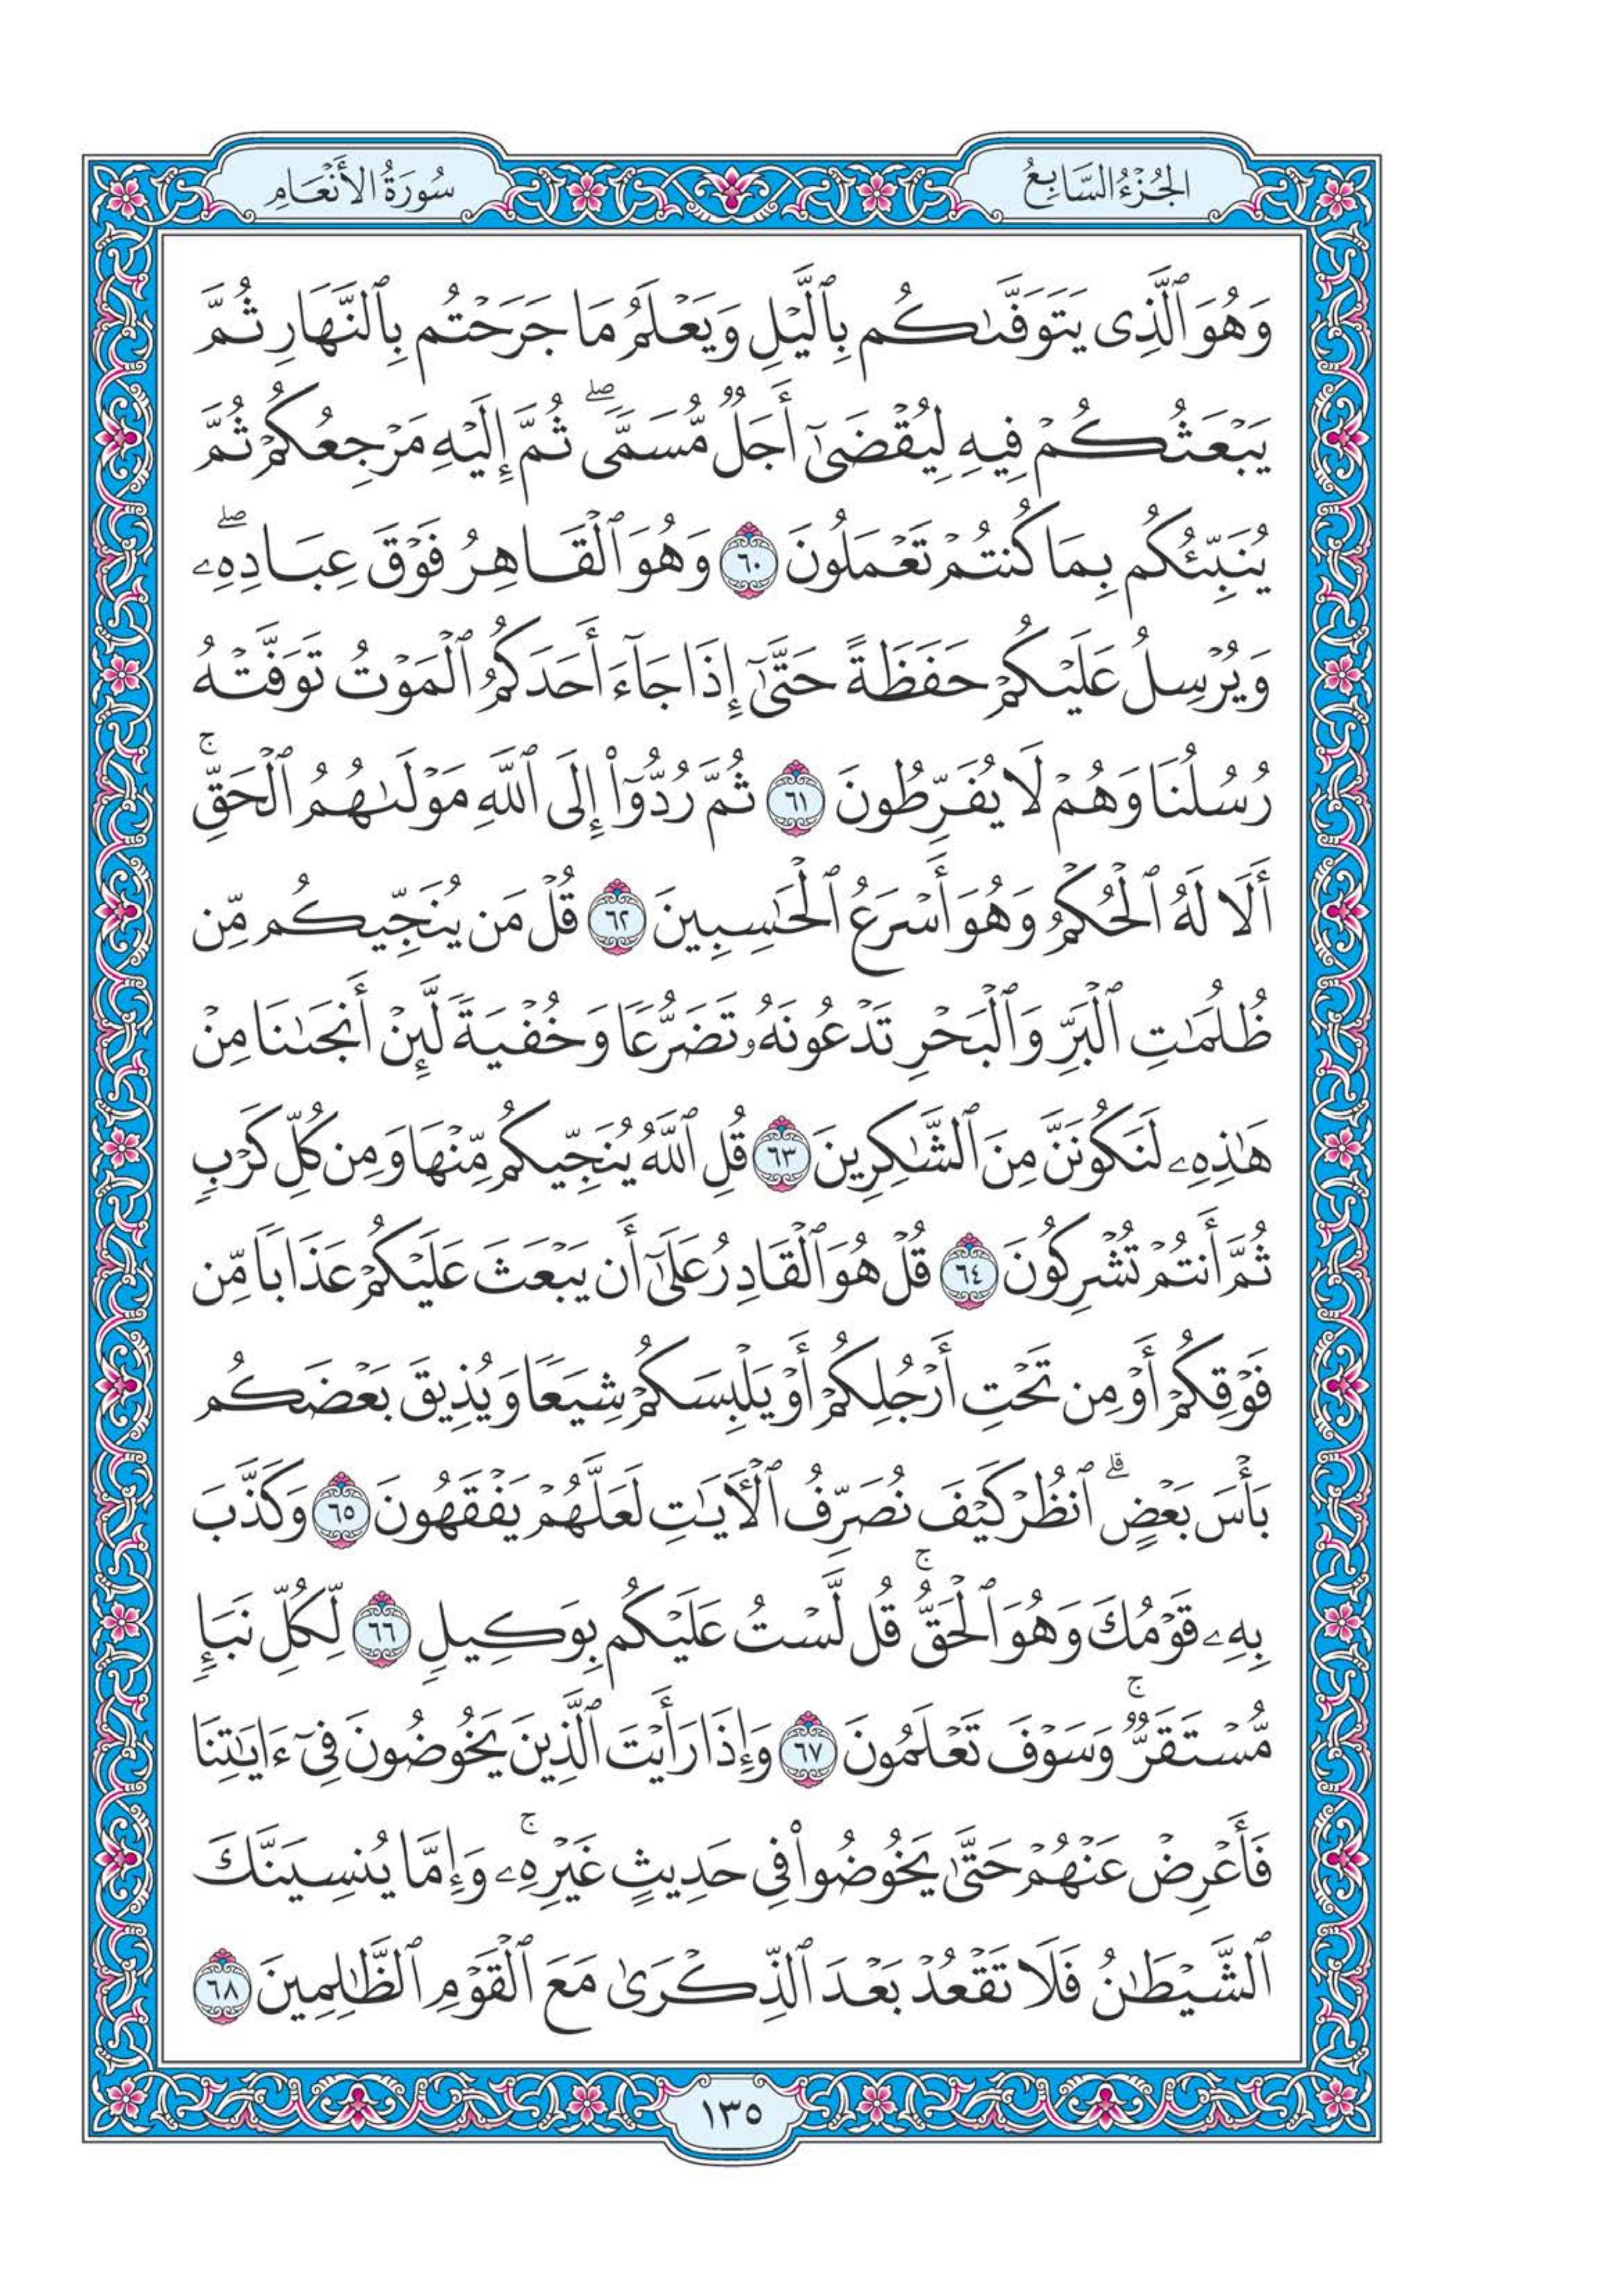 الجُزْءُ السَّابِعُ
سُورَةُ الأَنْعَامِ
وَهُوَ ٱلَّذِى يَتَوَفَّىٰكُم بِٱلَّيْلِ وَيَعْلَمُ مَا جَرَحْتُم بِٱلنَّهَارِ ثُمَّ
يَبْعَثُكُمْ فِيهِ لِيُقْضَىٰٓ أَجَلٌ مُّسَمًّى ۖ ثُمَّ إِلَيْهِ مَرْجِعُكُمْ ثُمَّ
يُنَبِّئُكُم بِمَا كُنتُمْ تَعْمَلُونَ ٦٠ وَهُوَ ٱلْقَاهِرُ فَوْقَ عِبَادِهِۦ ۖ
وَيُرْسِلُ عَلَيْكُمْ حَفَظَةً حَتَّىٰٓ إِذَا جَآءَ أَحَدَكُمُ ٱلْمَوْتُ تَوَفَّتْهُ
رُسُلُنَا وَهُمْ لَا يُفَرِّطُونَ ٦١ ثُمَّ رُدُّوٓا۟ إِلَى ٱللَّهِ مَوْلَىٰهُمُ ٱلْحَقِّ ۚ
أَلَا لَهُ ٱلْحُكْمُ وَهُوَ أَسْرَعُ ٱلْحَـٰسِبِينَ ٦٢ قُلْ مَن يُنَجِّيكُم مِّن
ظُلُمَـٰتِ ٱلْبَرِّ وَٱلْبَحْرِ تَدْعُونَهُۥ تَضَرُّعًا وَخُفْيَةً لَّئِنْ أَنجَىٰنَا مِنْ
هَـٰذِهِۦ لَنَكُونَنَّ مِنَ ٱلشَّـٰكِرِينَ ٦٣ قُلِ ٱللَّهُ يُنَجِّيكُم مِّنْهَا وَمِن كُلِّ كَرْبٍ
ثُمَّ أَنتُمْ تُشْرِكُونَ ٦٤ قُلْ هُوَ ٱلْقَادِرُ عَلَىٰٓ أَن يَبْعَثَ عَلَيْكُمْ عَذَابًا مِّن
فَوْقِكُمْ أَوْ مِن تَحْتِ أَرْجُلِكُمْ أَوْ يَلْبِسَكُمْ شِيَعًا وَيُذِيقَ بَعْضَكُم
بَأْسَ بَعْضٍ ۗ ٱنظُرْ كَيْفَ نُصَرِّفُ ٱلْـَٔايَـٰتِ لَعَلَّهُمْ يَفْقَهُونَ ٦٥ وَكَذَّبَ
بِهِۦ قَوْمُكَ وَهُوَ ٱلْحَقُّ ۚ قُل لَّسْتُ عَلَيْكُم بِوَكِيلٍ ٦٦ لِّكُلِّ نَبَإٍ
مُّسْتَقَرٌّ ۚ وَسَوْفَ تَعْلَمُونَ ٦٧ وَإِذَا رَأَيْتَ ٱلَّذِينَ يَخُوضُونَ فِىٓ ءَايَـٰتِنَا
فَأَعْرِضْ عَنْهُمْ حَتَّىٰ يَخُوضُوا۟ فِى حَدِيثٍ غَيْرِهِۦ ۚ وَإِمَّا يُنسِيَنَّكَ
ٱلشَّيْطَـٰنُ فَلَا تَقْعُدْ بَعْدَ ٱلذِّكْرَىٰ مَعَ ٱلْقَوْمِ ٱلظَّـٰلِمِينَ ٦٨
١٣٥